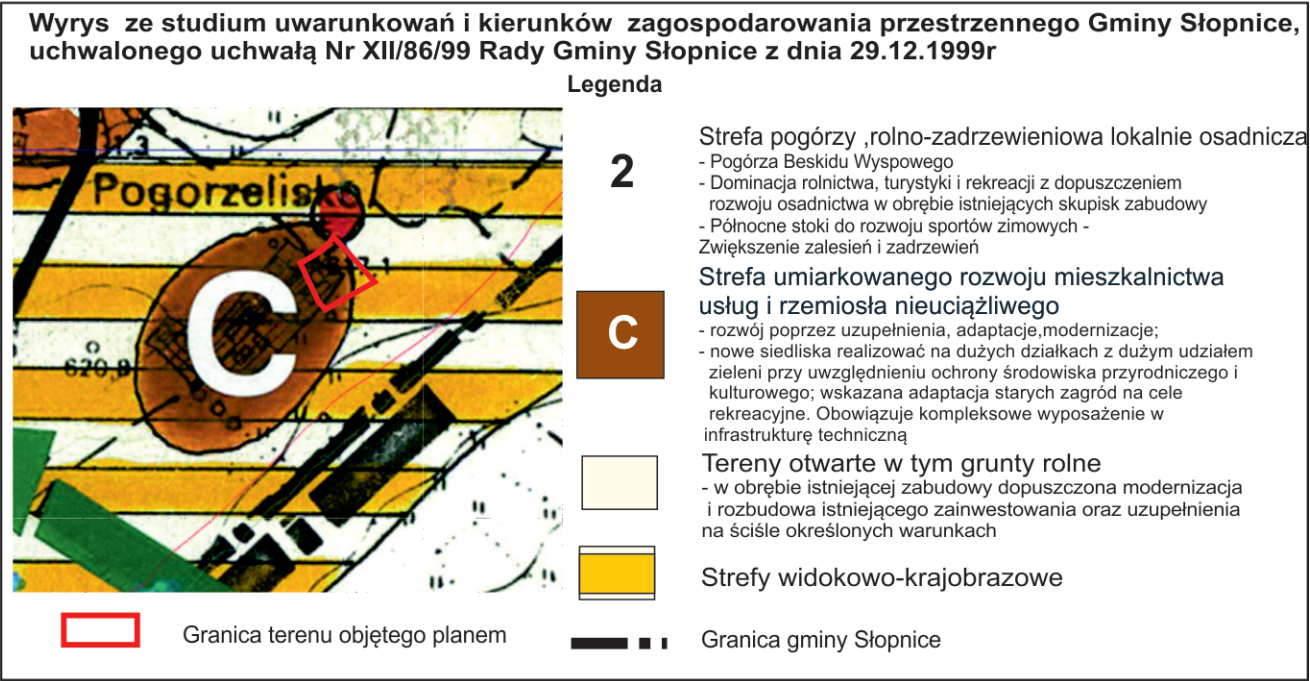 Wyrys ze studium uwarunkowań i kierunków zagospodarowania przestrzennego Gminy Słopnice,
uchwalonego uchwałą Nr XII/86/99 Rady Gminy Słopnice z dnia 29.12.1999r
Legenda
Pogorzelisko
C
620.8
2
Strefa pogórzy ,rolno-zadrzewieniowa lokalnie osadnicza
- Pogórza Beskidu Wyspowego
- Dominacja rolnictwa, turystyki i rekreacji z dopuszczeniem
rozwoju osadnictwa w obrębie istniejących skupisk zabudowy
- Północne stoki do rozwoju sportów zimowych -
Zwiększenie zalesień i zadrzewień
C
Strefa umiarkowanego rozwoju mieszkalnictwa
usług i rzemiosła nieuciążliwego
- rozwój poprzez uzupełnienia, adaptacje,modernizacje;
- nowe siedliska realizować na dużych działkach z dużym udziałem
zieleni przy uwzględnieniu ochrony środowiska przyrodniczego i
kulturowego; wskazana adaptacja starych zagród na cele
rekreacyjne. Obowiązuje kompleksowe wyposażenie w
infrastrukturę techniczną
Tereny otwarte w tym grunty rolne
- w obrębie istniejącej zabudowy dopuszczona modernizacja
i rozbudowa istniejącego zainwestowania oraz uzupełnienia
na ściśle określonych warunkach
Strefy widokowo-krajobrazowe
Granica terenu objętego planem
Granica gminy Słopnice